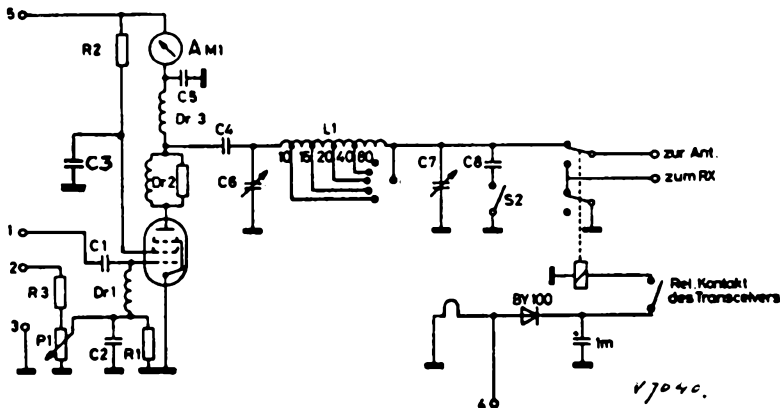 5
R2
A M1
C5
Dr 3
C3
C4
L1
10 15 20 40 80
C6
C7
C8
S2
zur Ant.
zum RX
Dr2
1
C1
2
Dr1
R3
3
P1
C2
R1
BY100
1m
Rel. Kontakt
des Transceivers
4